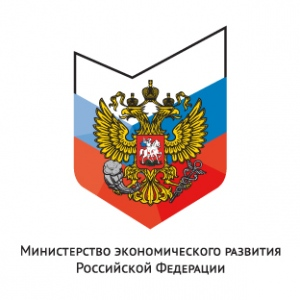 Министерство экономического развития
Российской Федерации